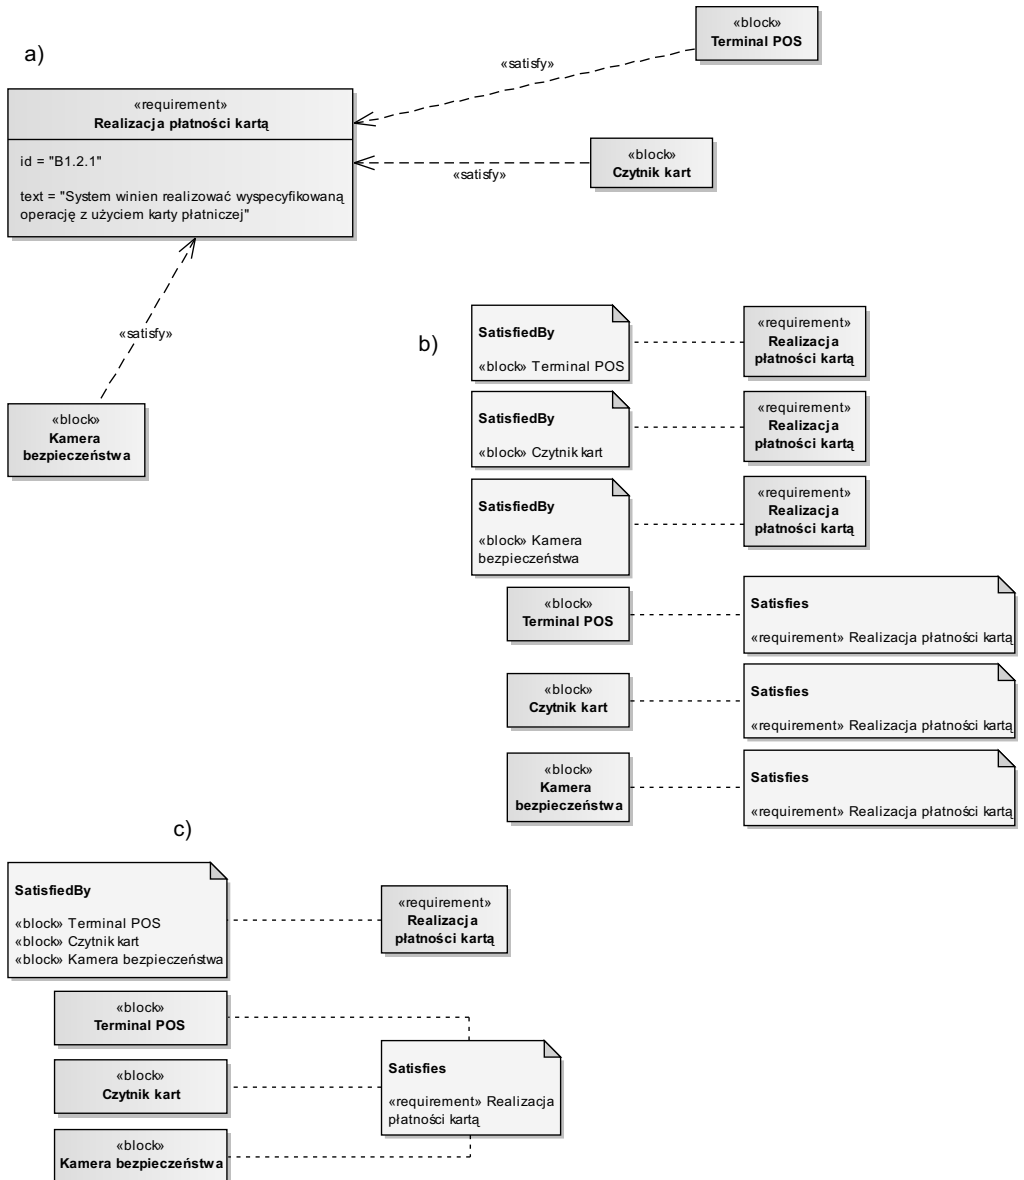 a)
«block»
Terminal POS
«satisfy»
«requirement»
Realizacja płatności kartą
id = "B1.2.1"
text = "System winien realizować wyspecyfikowaną
operację z użyciem karty płatniczej"
«block»
Czytnik kart
«satisfy»
«satisfy»
«block»
Kamera
bezpieczeństwa
b)
SatisfiedBy
«block» Terminal POS
«requirement»
Realizacja
płatności kartą
SatisfiedBy
«block» Czytnik kart
«requirement»
Realizacja
płatności kartą
SatisfiedBy
«block» Kamera
bezpieczeństwa
«requirement»
Realizacja
płatności kartą
«block»
Terminal POS
Satisfies
«requirement» Realizacja płatności kartą
«block»
Czytnik kart
Satisfies
«requirement» Realizacja płatności kartą
«block»
Kamera
bezpieczeństwa
Satisfies
«requirement» Realizacja płatności kartą
c)
SatisfiedBy
«block» Terminal POS
«block» Czytnik kart
«block» Kamera bezpieczeństwa
«requirement»
Realizacja
płatności kartą
«block»
Terminal POS
«block»
Czytnik kart
«block»
Kamera bezpieczeństwa
Satisfies
«requirement» Realizacja
płatności kartą